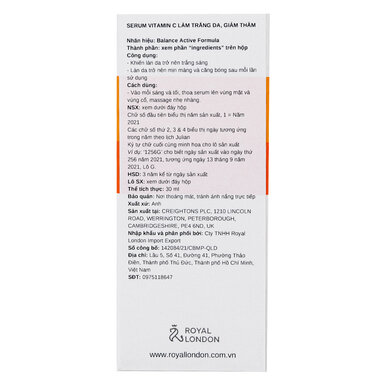 SERUM VITAMIN C LÀM TRẮNG DA, GIẢM THÂM
Nhãn hiệu: Balance Active Formula
Thành phần: xem phần "ingredients" trên hộp
Công dụng:
- Khiến làn da trở nên trắng sáng
- Làn da trở nên mịn màng và căng bóng sau mỗi lần
sử dụng
Cách dùng:
- Vào mỗi sáng và tối, thoa serum lên vùng mặt và
vùng cổ, massage nhẹ nhàng.
NSX: xem dưới đáy hộp
Chữ số đầu tiên biểu thị năm sản xuất, 1 = Năm
2021
Các chữ số thứ 2, 3 & 4 biểu thị ngày tương ứng
trong năm theo lịch Julian
Ký tự chữ cuối cùng minh họa cho lô sản xuất
Ví dụ: '1256G' cho biết ngày sản xuất vào ngày thứ
256 năm 2021, tương ứng ngày 13 tháng 9 năm
2021, Lô G.
HSD: 3 năm kể từ ngày sản xuất
Lô SX: xem dưới đáy hộp
Thể tích thực: 30 ml
Bảo quản: Nơi thoáng mát, tránh ánh nắng trực tiếp
Xuất xứ: Anh
Sản xuất tại: CREIGHTONS PLC, 1210 LINCOLN
ROAD, WERRINGTON, PETERBOROUGH,
CAMBRIDGESHIRE, PE4 6ND, UK
Nhập khẩu và phân phối bởi: Cty TNHH Royal
London Import Export
Số công bố: 142084/21/CBMP-QLD
Địa chỉ: Lầu 5, Số 41, Đường 41, Phường Thảo
Điền, Thành phố Thủ Đức, Thành phố Hồ Chí Minh,
Việt Nam
SĐT: 0975118647
ROYAL
LONDON
www.royallondon.com.vn